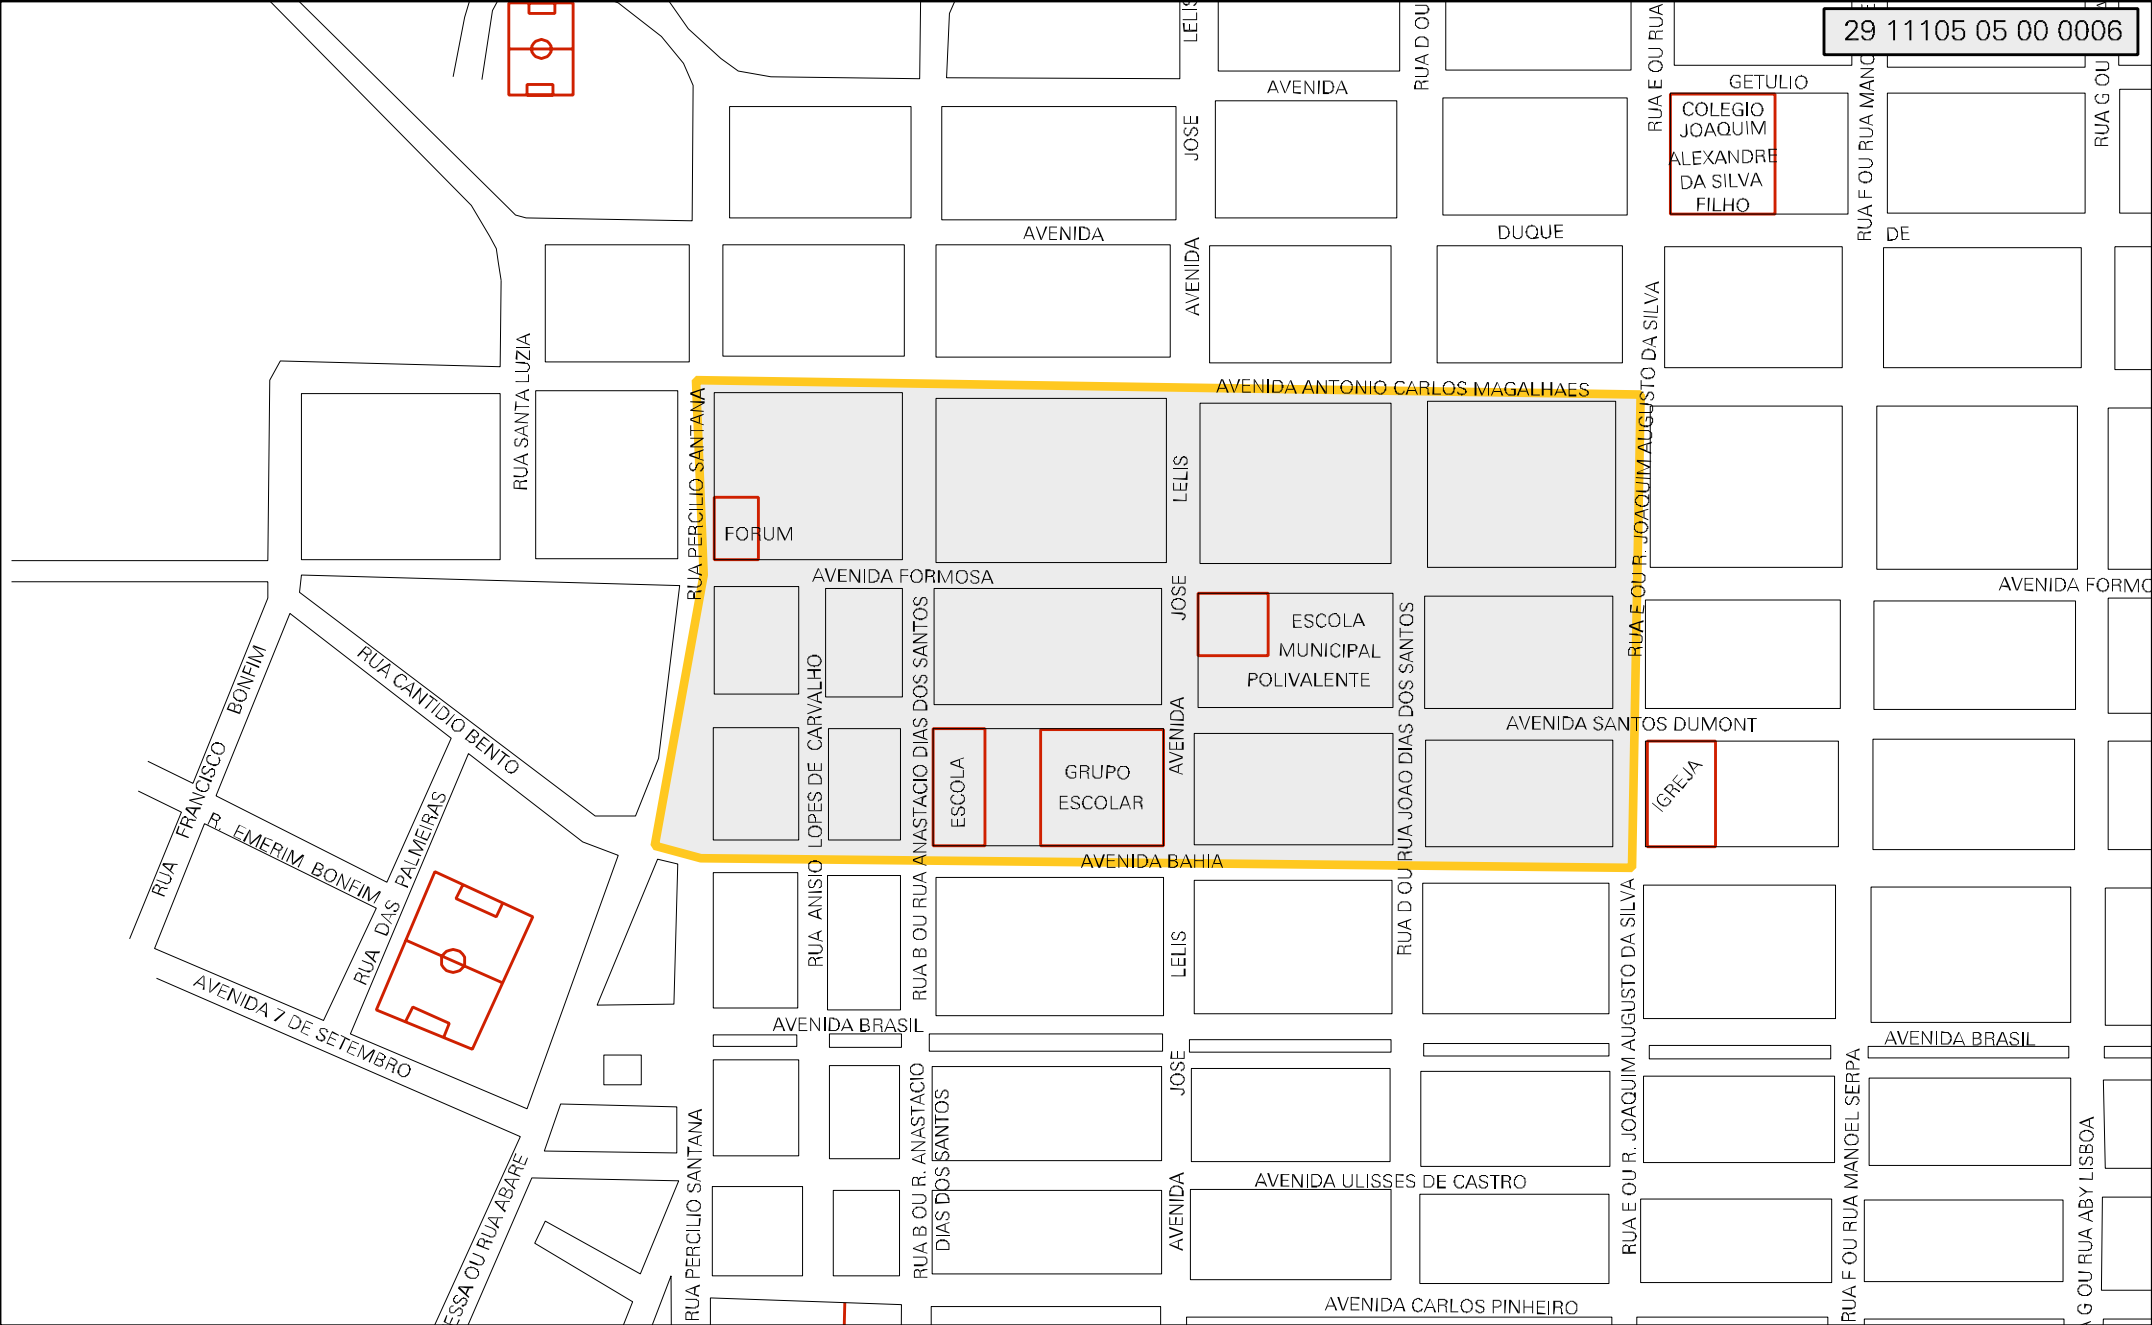 29 11105 05 00 0006
LELIS
RUA D OU
RUA E OU RUA
RUA F OU RUA MANO
RUA G OU
AVENIDA
GETULIO
COLEGIO
JOAQUIM
ALEXANDRE
DA SILVA
FILHO
JOSE
AVENIDA
DUQUE
DE
AVENIDA
RUA SANTA LUZIA
AVENIDA ANTONIO CARLOS MAGALHAES
RUA PERCILIO SANTANA
RUA E OU R. JOAQUIM AUGUSTO DA SILVA
LELIS
FORUM
AVENIDA FORMOSA
AVENIDA FORMO
JOSE
ESCOLA
MUNICIPAL
POLIVALENTE
RUA CANTIDIO BENTO
RUA FRANCISCO BONFIM
RUA ANISIO LOPES DE CARVALHO
RUA B OU RUA ANASTACIO DIAS DOS SANTOS
RUA D OU RUA JOAO DIAS DOS SANTOS
AVENIDA
AVENIDA SANTOS DUMONT
ESCOLA
GRUPO
ESCOLAR
IGREJA
R. EMERIM BONFIM
RUA DAS PALMEIRAS
AVENIDA BAHIA
LELIS
AVENIDA 7 DE SETEMBRO
AVENIDA BRASIL
AVENIDA BRASIL
RUA E OU R. JOAQUIM AUGUSTO DA SILVA
JOSE
RUA PERCILIO SANTANA
RUA B OU R. ANASTACIO
DIAS DOS SANTOS
AVENIDA
AVENIDA ULISSES DE CASTRO
RUA F OU RUA MANOEL SERPA
G OU RUA ABY LISBOA
ESSA OU RUA ABARE
AVENIDA CARLOS PINHEIRO